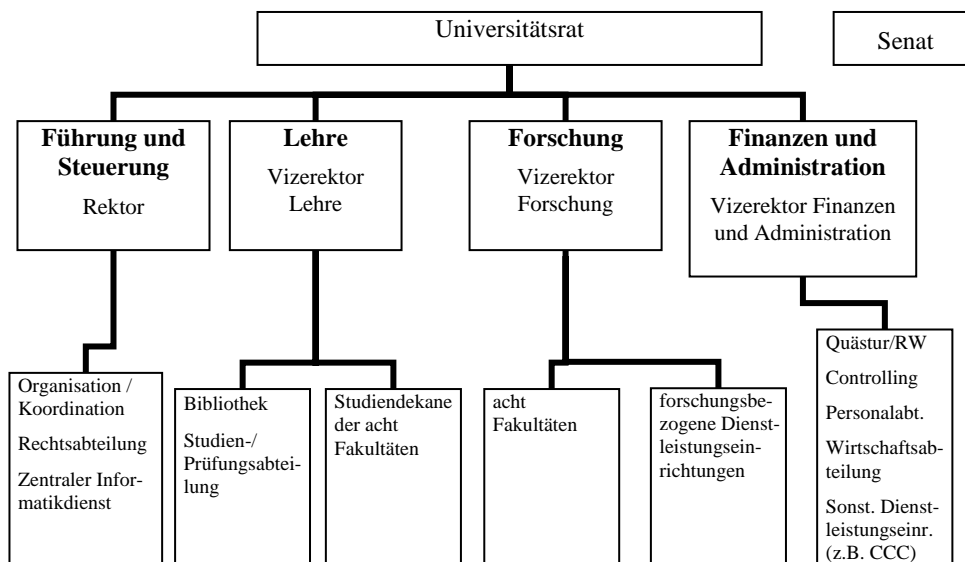 Universitätsrat
Senat
Führung und
Steuerung
Rektor
Lehre
Vizerektor
Lehre
Forschung
Vizerektor
Forschung
Finanzen und
Administration
Vizerektor Finanzen
und Administration
Organisation /
Koordination
Rechtsabteilung
Zentraler Infor-
matikdienst
Bibliothek
Studien-/
Prüfungsabtei-
lung
Studiendekane
der acht
Fakultäten
acht
Fakultäten
forschungsbe-
zogene Dienst-
leistungsein-
richtungen
Quästur/RW
Controlling
Personalabt.
Wirtschaftsab-
teilung
Sonst. Dienst-
leistungseinr.
(z.B. CCC)